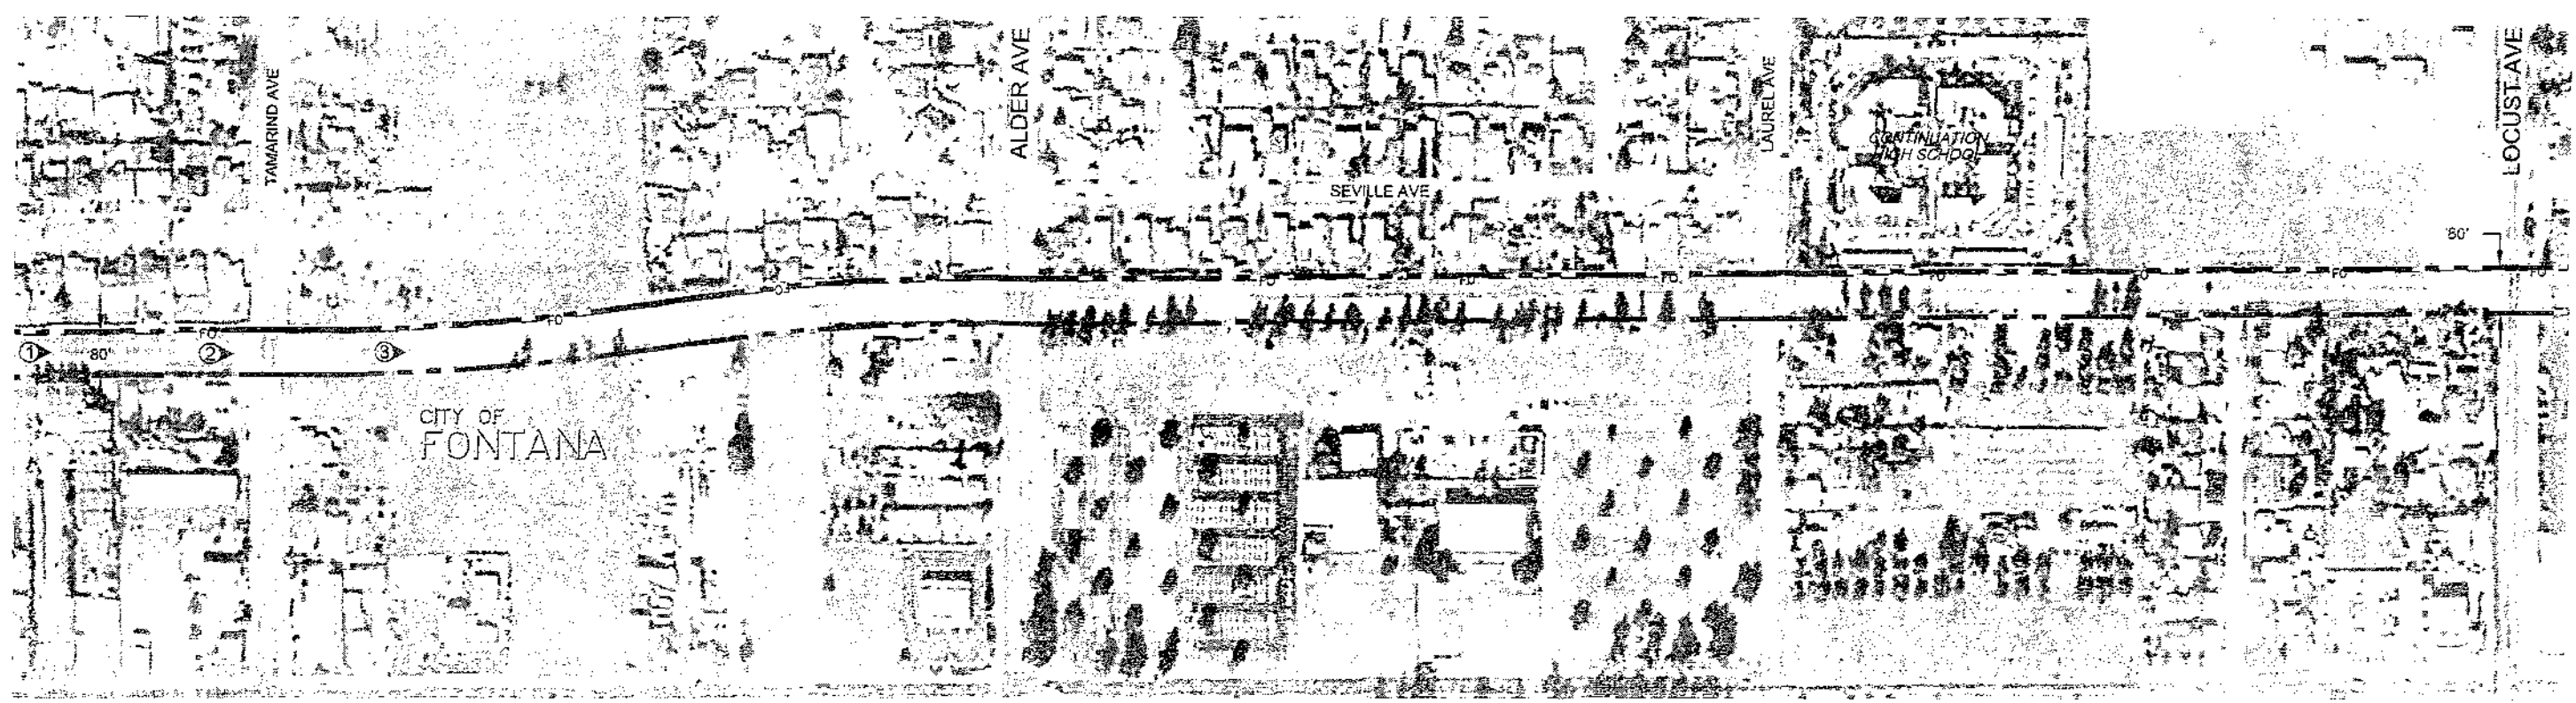 TAMARIND AVE
ALDER AVE
LAUREL AVE
CONTINUATION
HIGH SCHOOL
LOCUST AVE
SEVILLE AVE
80'
FO
FO
FO
FO
FO
FO
FO
FO
1
80'
2
3
CITY OF
FONTANA